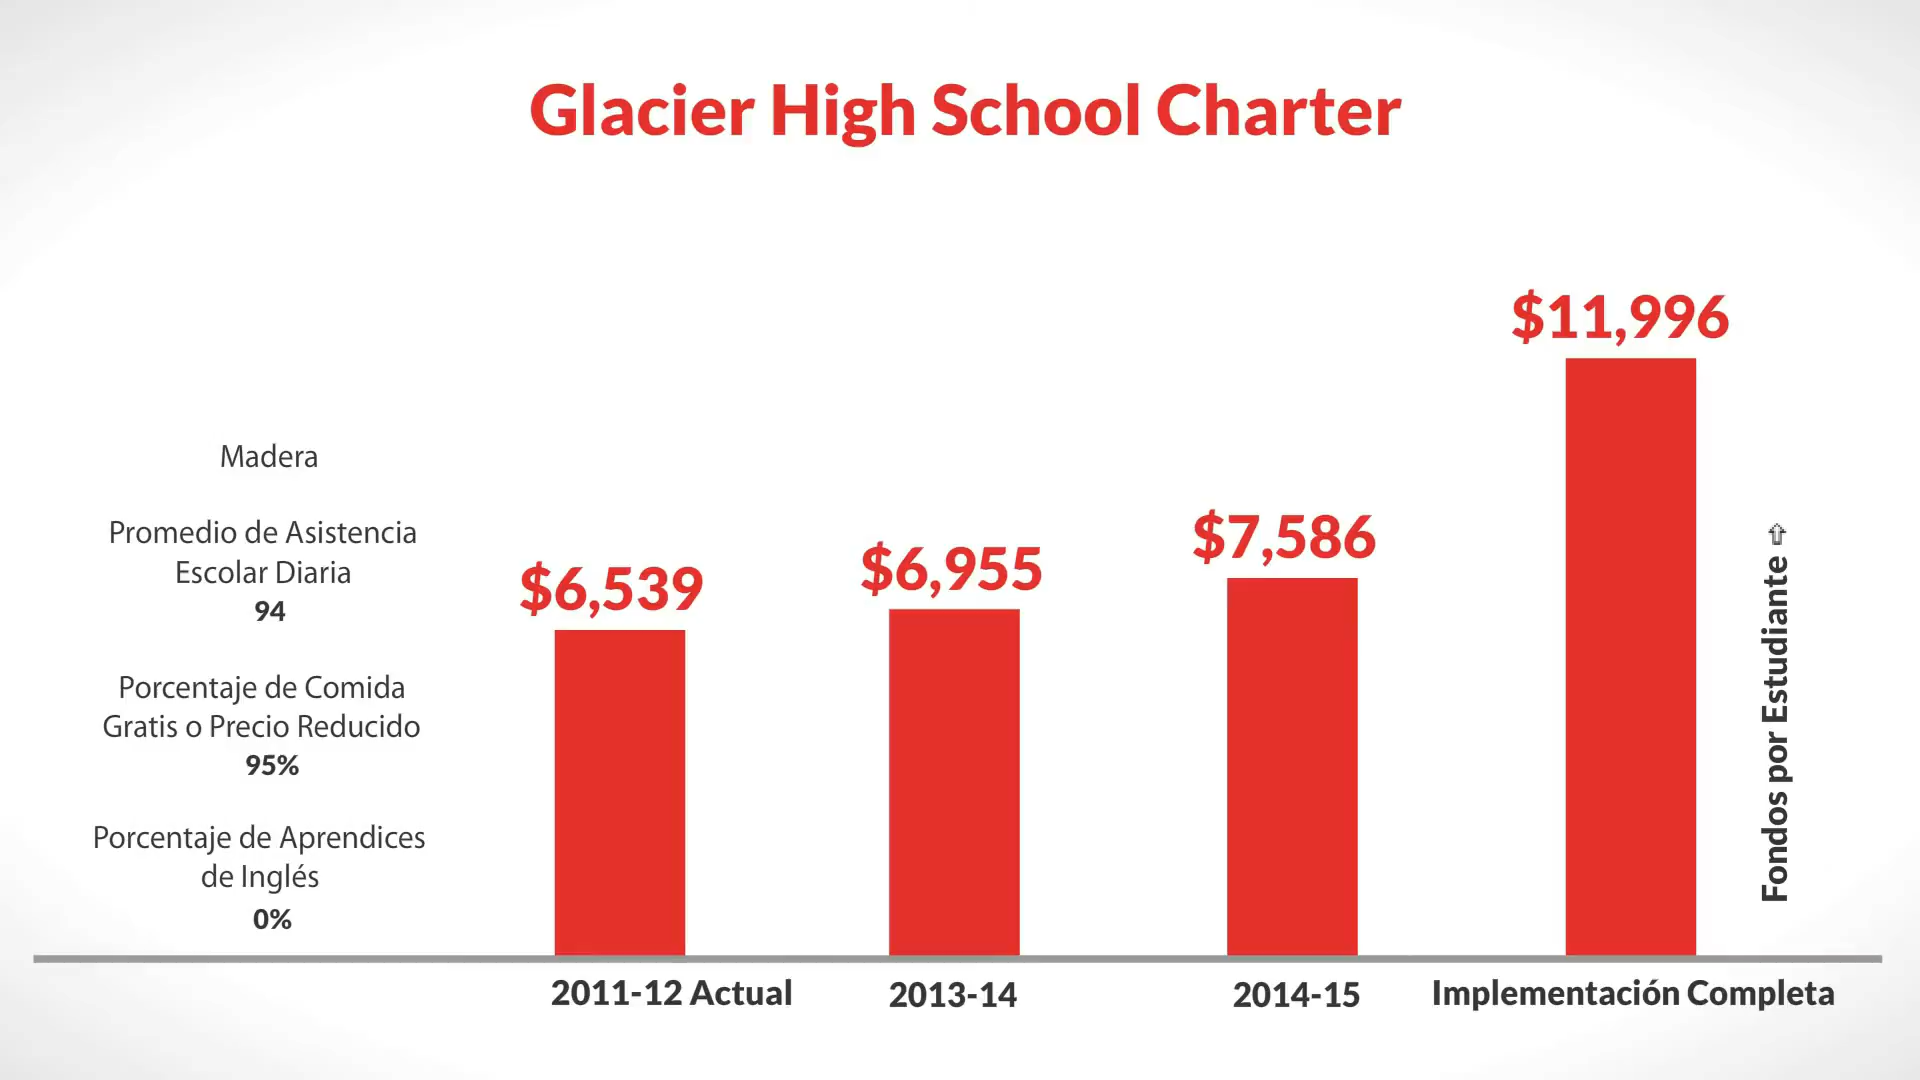 Glacier High School Charter
Madera
Promedio de Asistencia
Escolar Diaria
94
Porcentaje de Comida
Gratis o Precio Reducido
95%
Porcentaje de Aprendices
de Inglés
0%
$6,539
$6,955
$7,586
$11,996
Fondos por Estudiante ⇧
2011-12 Actual
2013-14
2014-15
Implementación Completa